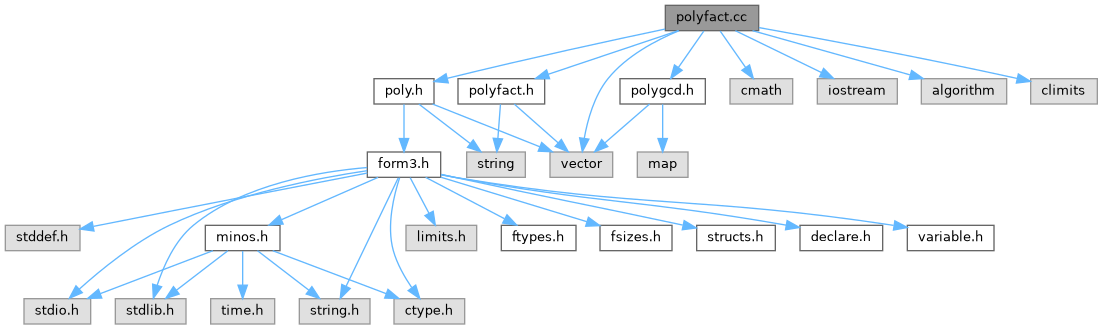 polyfact.cc
poly.h
polyfact.h
polygcd.h
cmath
iostream
algorithm
climits
form3.h
string
vector
map
stddef.h
minos.h
limits.h
ftypes.h
fsizes.h
structs.h
declare.h
variable.h
stdio.h
stdlib.h
time.h
string.h
ctype.h